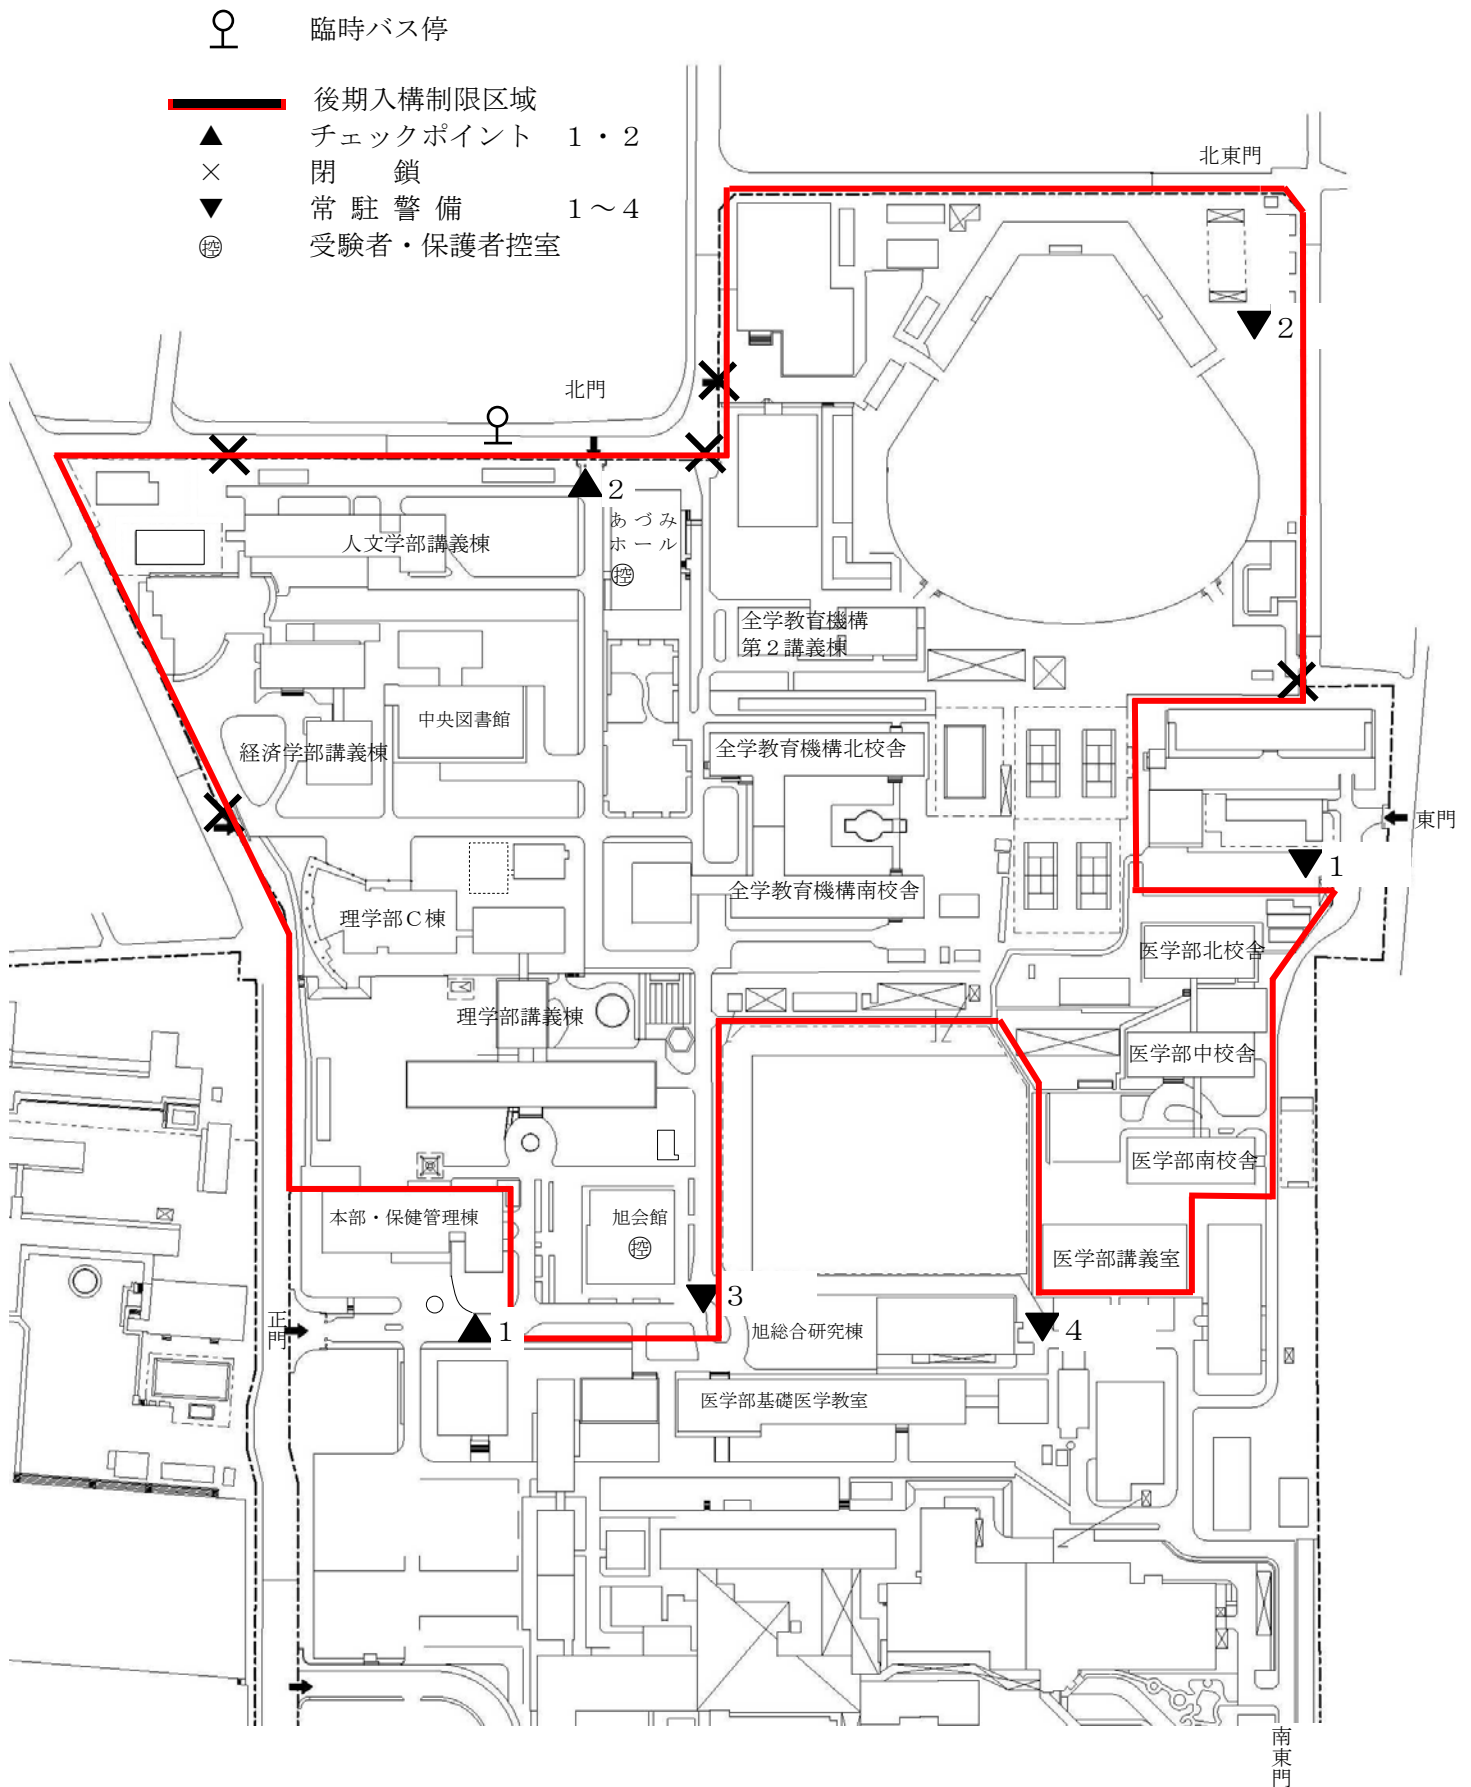 臨時バス停
後期入構制限区域
▲ チェックポイント １・２
× 閉鎖
▼ 常駐警備 １～４
㊢ 受験者・保護者控室
北東門
2
北門
2
あづみ
ホール
控
人文学部講義棟
全学教育機構
第２講義棟
中央図書館
経済学部講義棟
全学教育機構北校舎
東門
1
全学教育機構南校舎
理学部Ｃ棟
医学部北校舎
理学部講義棟
医学部中校舎
医学部南校舎
本部・保健管理棟
旭会館
控
医学部講義室
3
正門
1
旭総合研究棟
4
医学部基礎医学教室
南東門